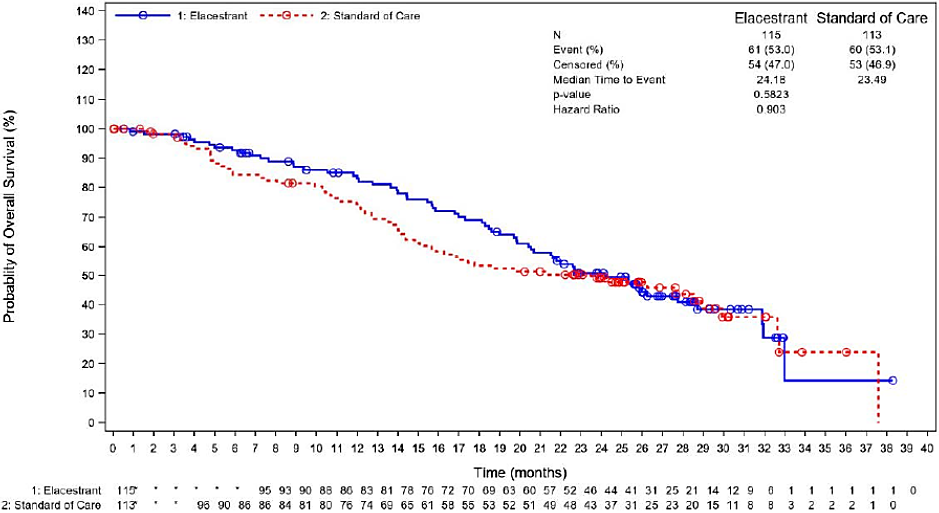 1: Elacestrant 2: Standard of Care
Elacestrant Standard of Care
N 115 113
Event (%) 61 (53.0) 60 (53.1)
Censored (%) 54 (47.0) 53 (46.9)
Median Time to Event 24.18 23.49
p-value 0.5823
Hazard Ratio 0.903
Probablity of Overall Survival (%)
140
130
120
110
100
90
80
70
60
50
40
30
20
10
0
0 1 2 3 4 5 6 7 8 9 10 11 12 13 14 15 16 17 18 19 20 21 22 23 24 25 26 27 28 29 30 31 32 33 34 35 36 37 38 39 40
Time (months)
1: Elacestrant 115 * * * * * * 95 93 90 88 86 83 81 78 76 72 70 69 63 60 57 52 46 44 41 31 25 21 14 12 9 6 1 1 1 1 1 1 0
2: Standard of Care 113 * * * 96 90 86 86 84 81 80 76 74 69 65 61 58 55 53 52 51 49 48 43 37 31 25 23 20 15 11 8 8 3 2 2 2 1 0